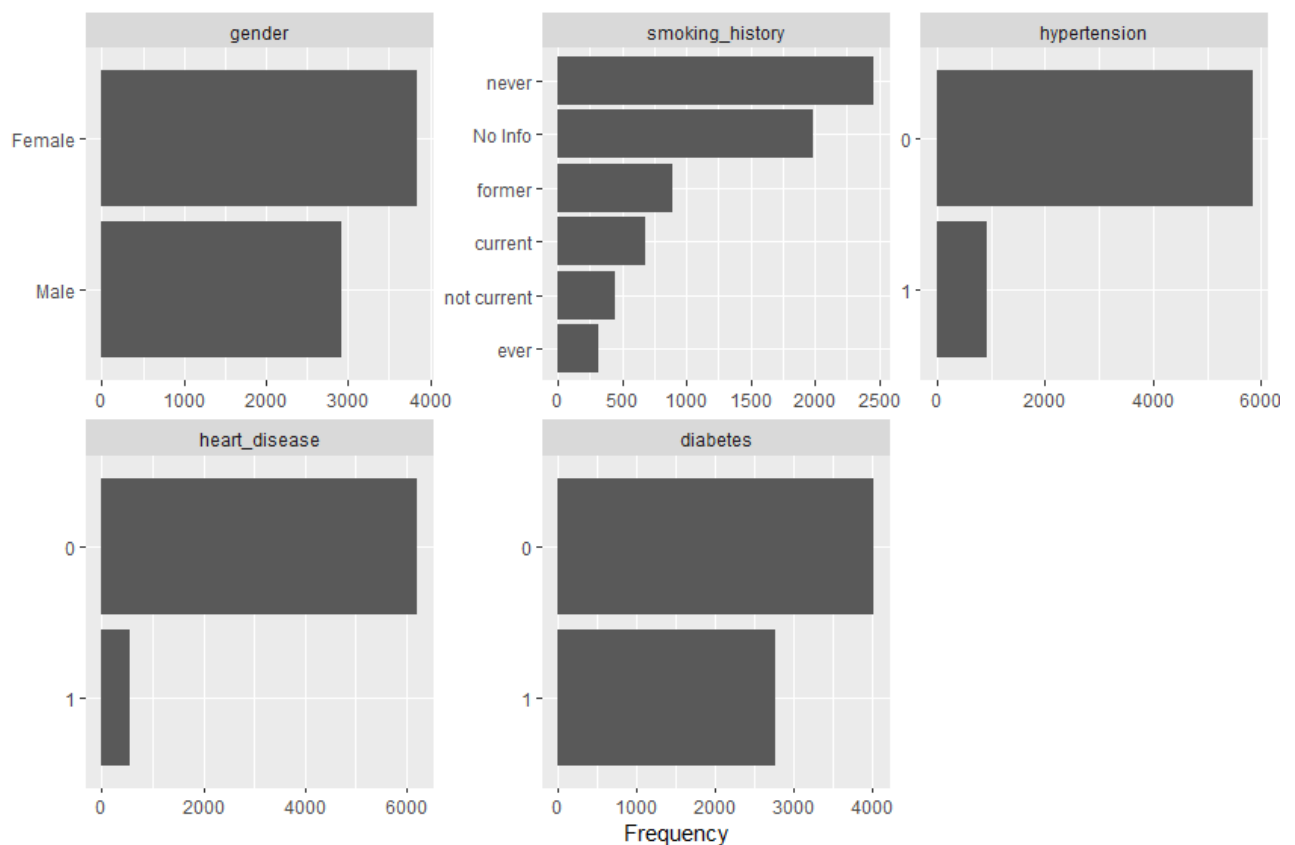 gender
Female
Male
0 1000 2000 3000 4000
smoking_history
never
No Info
former
current
not current
ever
0 500 1000 1500 2000 2500
hypertension
0
1
0 2000 4000 6000
heart_disease
0
1
0 2000 4000 6000
diabetes
0
1
0 1000 2000 3000 4000
Frequency